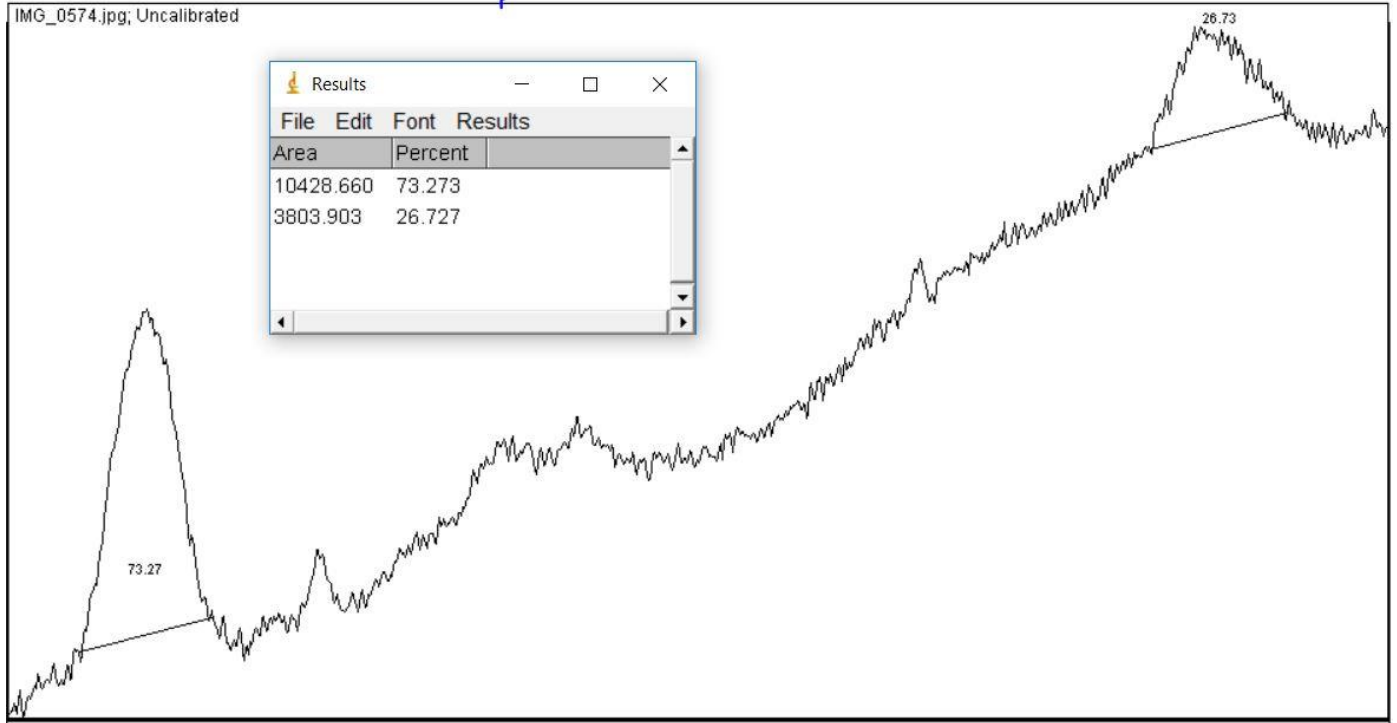 IMG_0574.jpg; Uncalibrated
26.73
Results
File Edit Font Results
Area Percent
10428.660 73.273
3803.903 26.727
73.27